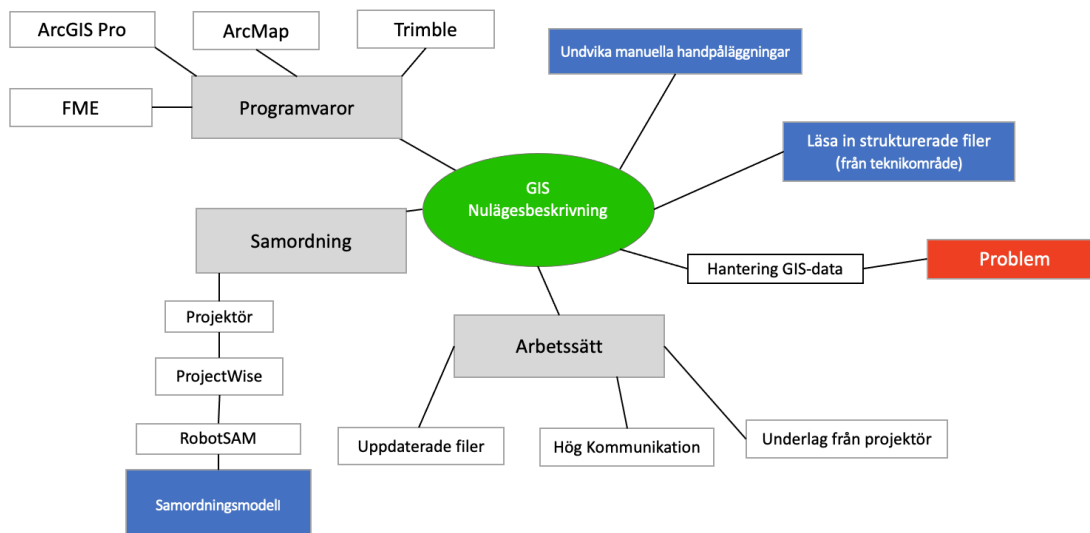 ArcGIS Pro
ArcMap
Trimble
Undvika manuella handpåläggningar
FME
Programvaror
Läsa in strukturerade filer
(från teknikområde)
GIS
Nulägesbeskrivning
Samordning
Hantering GIS-data
Problem
Projektör
Arbetssätt
ProjectWise
RobotSAM
Uppdaterade filer
Hög Kommunikation
Underlag från projektör
Samordningsmodell